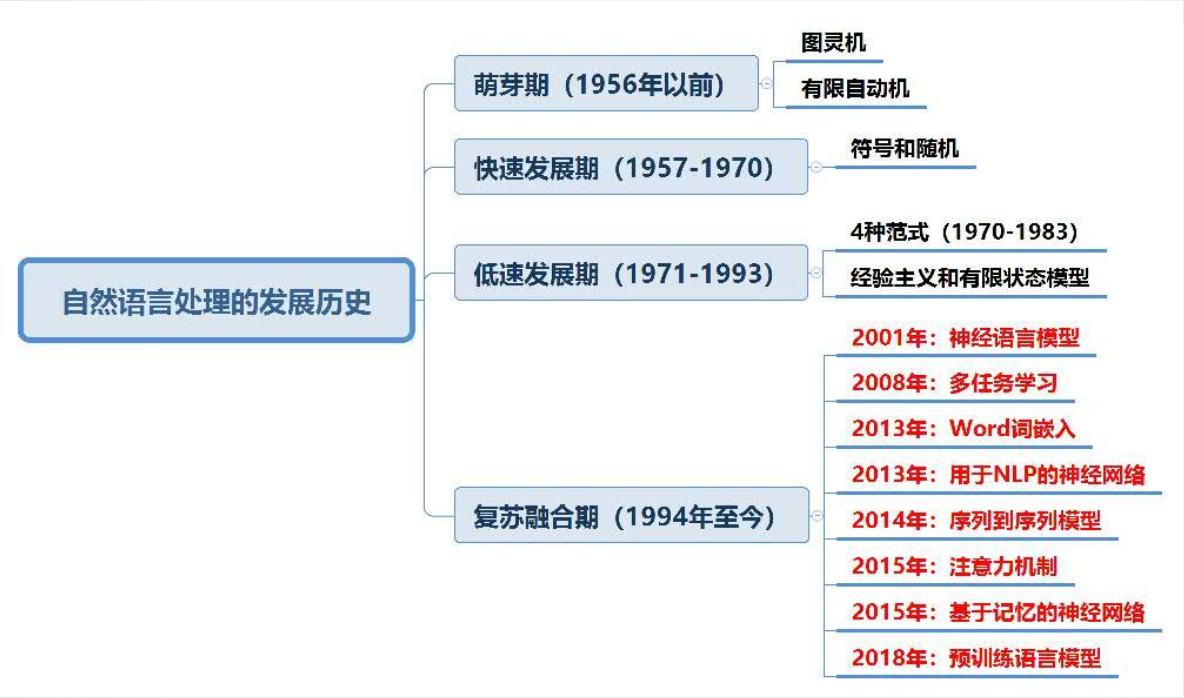 自然语言处理的发展历史
萌芽期（1956年以前）
图灵机
有限自动机
快速发展期（1957-1970）
符号和随机
低速发展期（1971-1993）
4种范式（1970-1983）
经验主义和有限状态模型
复苏融合期（1994年至今）
2001年：神经语言模型
2008年：多任务学习
2013年：Word词嵌入
2013年：用于NLP的神经网络
2014年：序列到序列模型
2015年：注意力机制
2015年：基于记忆的神经网络
2018年：预训练语言模型